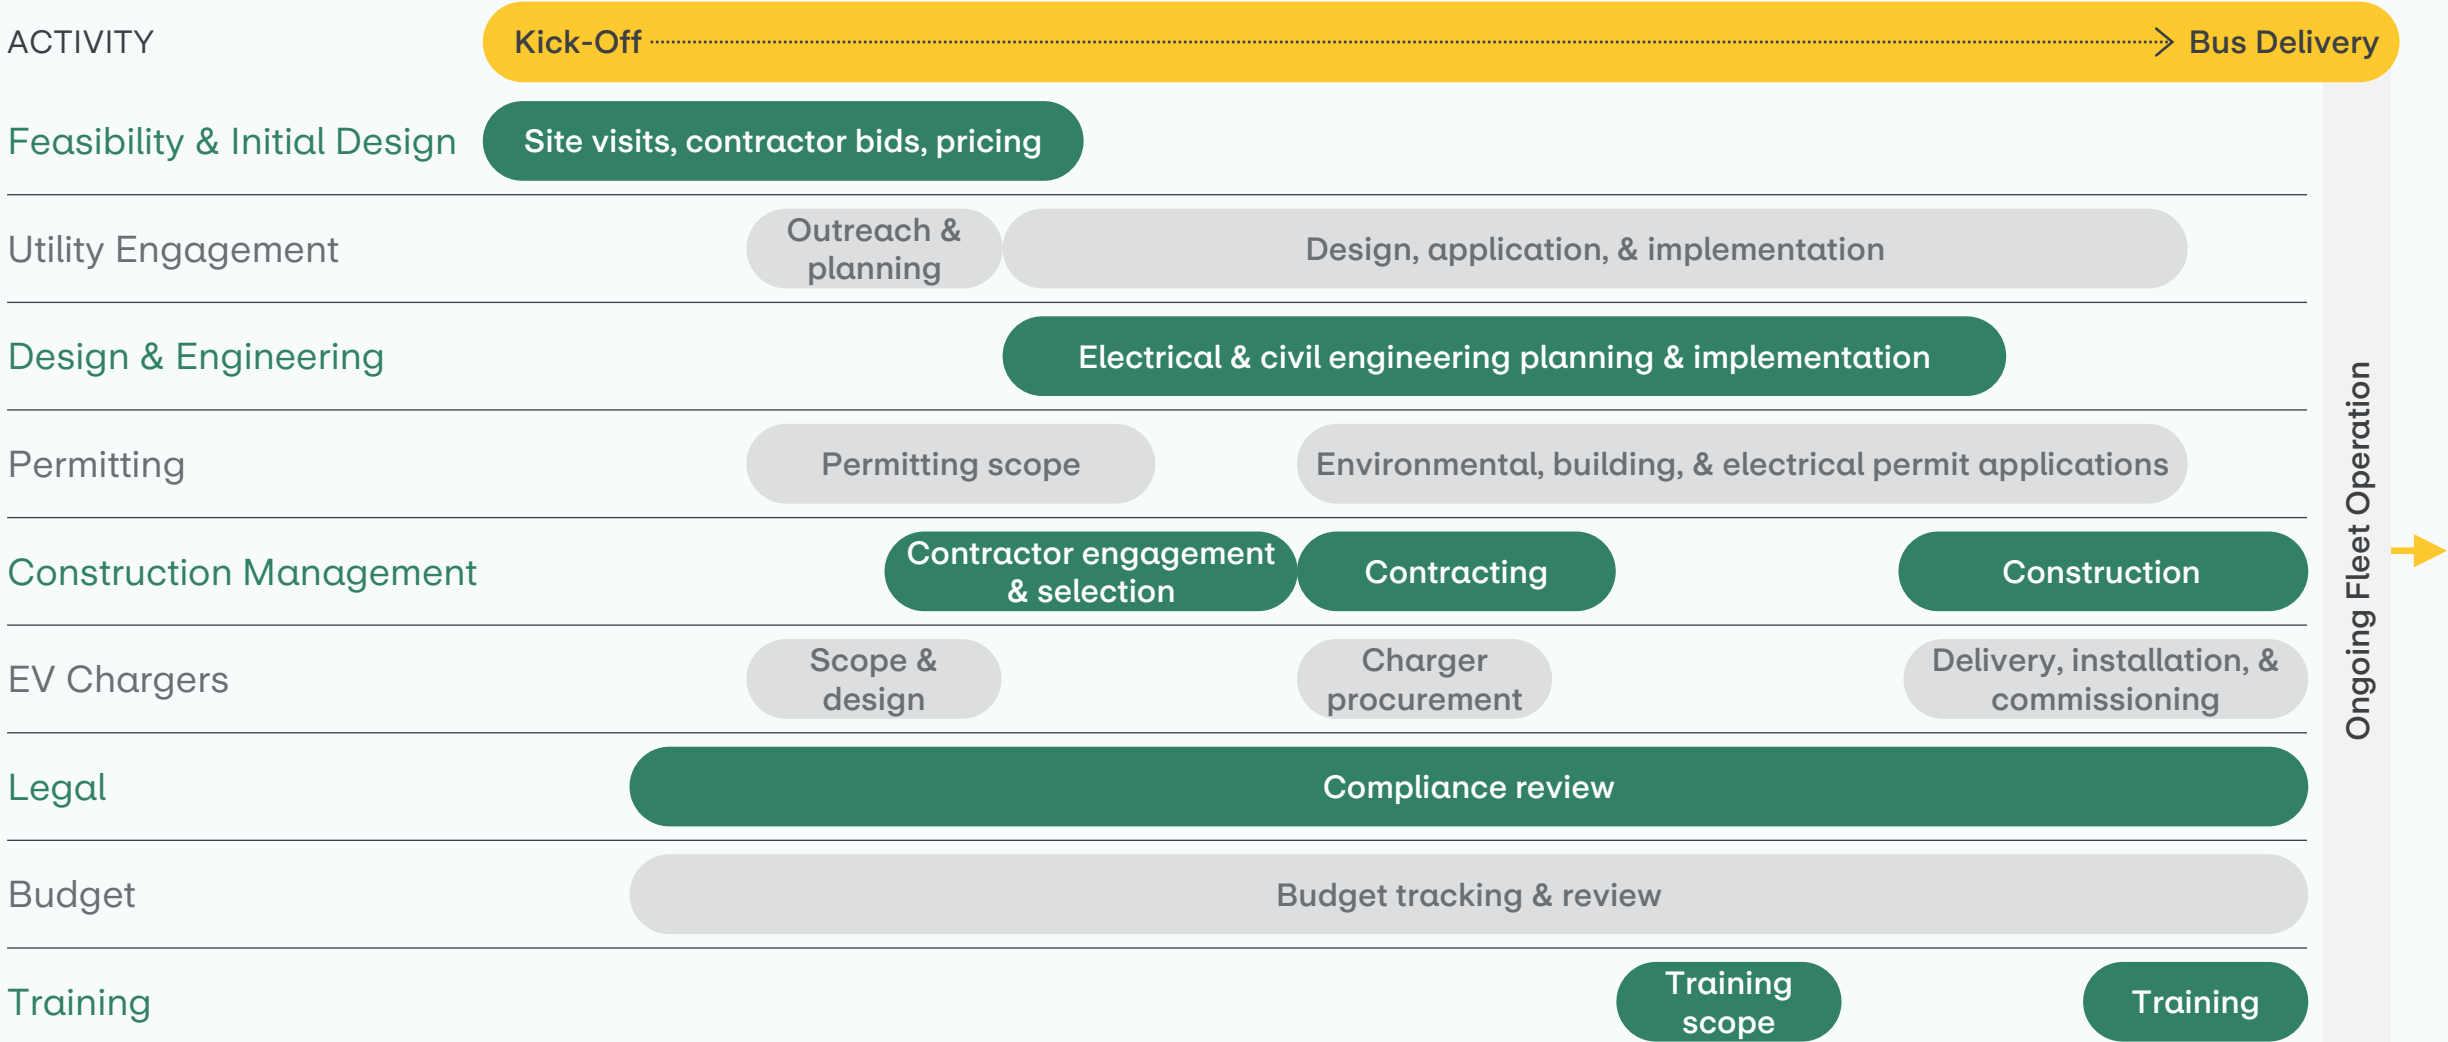 ACTIVITY
Kick-Off
Bus Delivery
Feasibility & Initial Design
Site visits, contractor bids, pricing
Utility Engagement
Outreach &
planning
Design, application, & implementation
Design & Engineering
Electrical & civil engineering planning & implementation
Permitting
Permitting scope
Environmental, building, & electrical permit applications
Construction Management
Contractor engagement
& selection
Contracting
Construction
EV Chargers
Scope &
design
Charger
procurement
Delivery, installation, &
commissioning
Legal
Compliance review
Budget
Budget tracking & review
Training
Training
scope
Training
Ongoing Fleet Operation